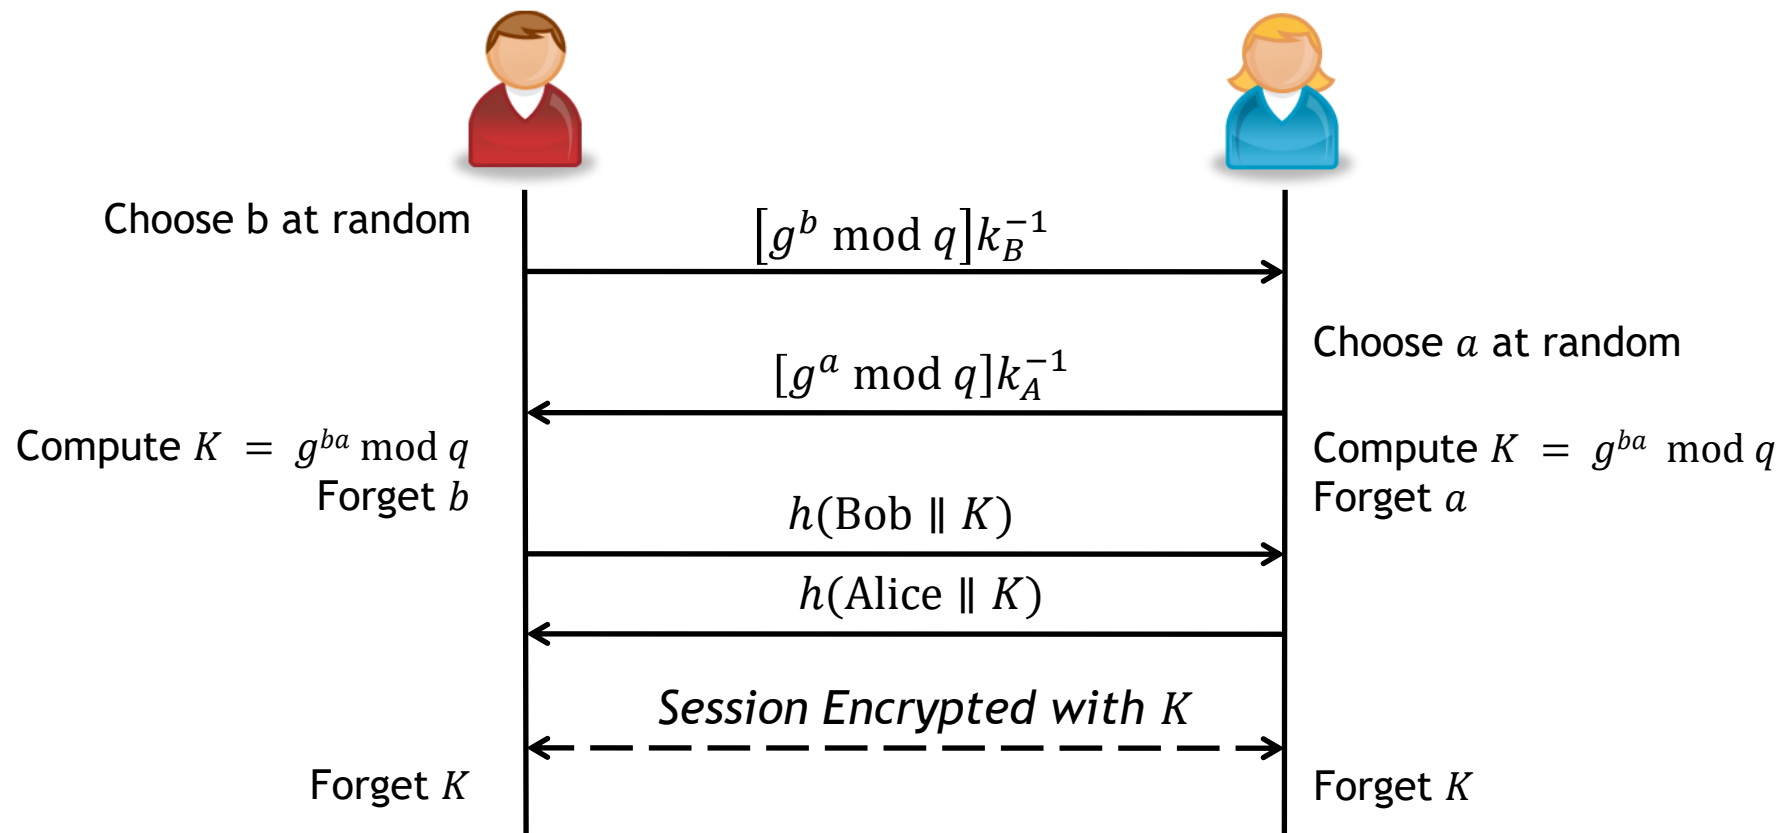 Choose b at random
[g^b mod q]k_B^{-1}
Choose a at random
[g^a mod q]k_A^{-1}
Compute K = g^{ba} mod q
Forget b
Compute K = g^{ba} mod q
Forget a
h(Bob ∥ K)
h(Alice ∥ K)
Session Encrypted with K
Forget K
Forget K